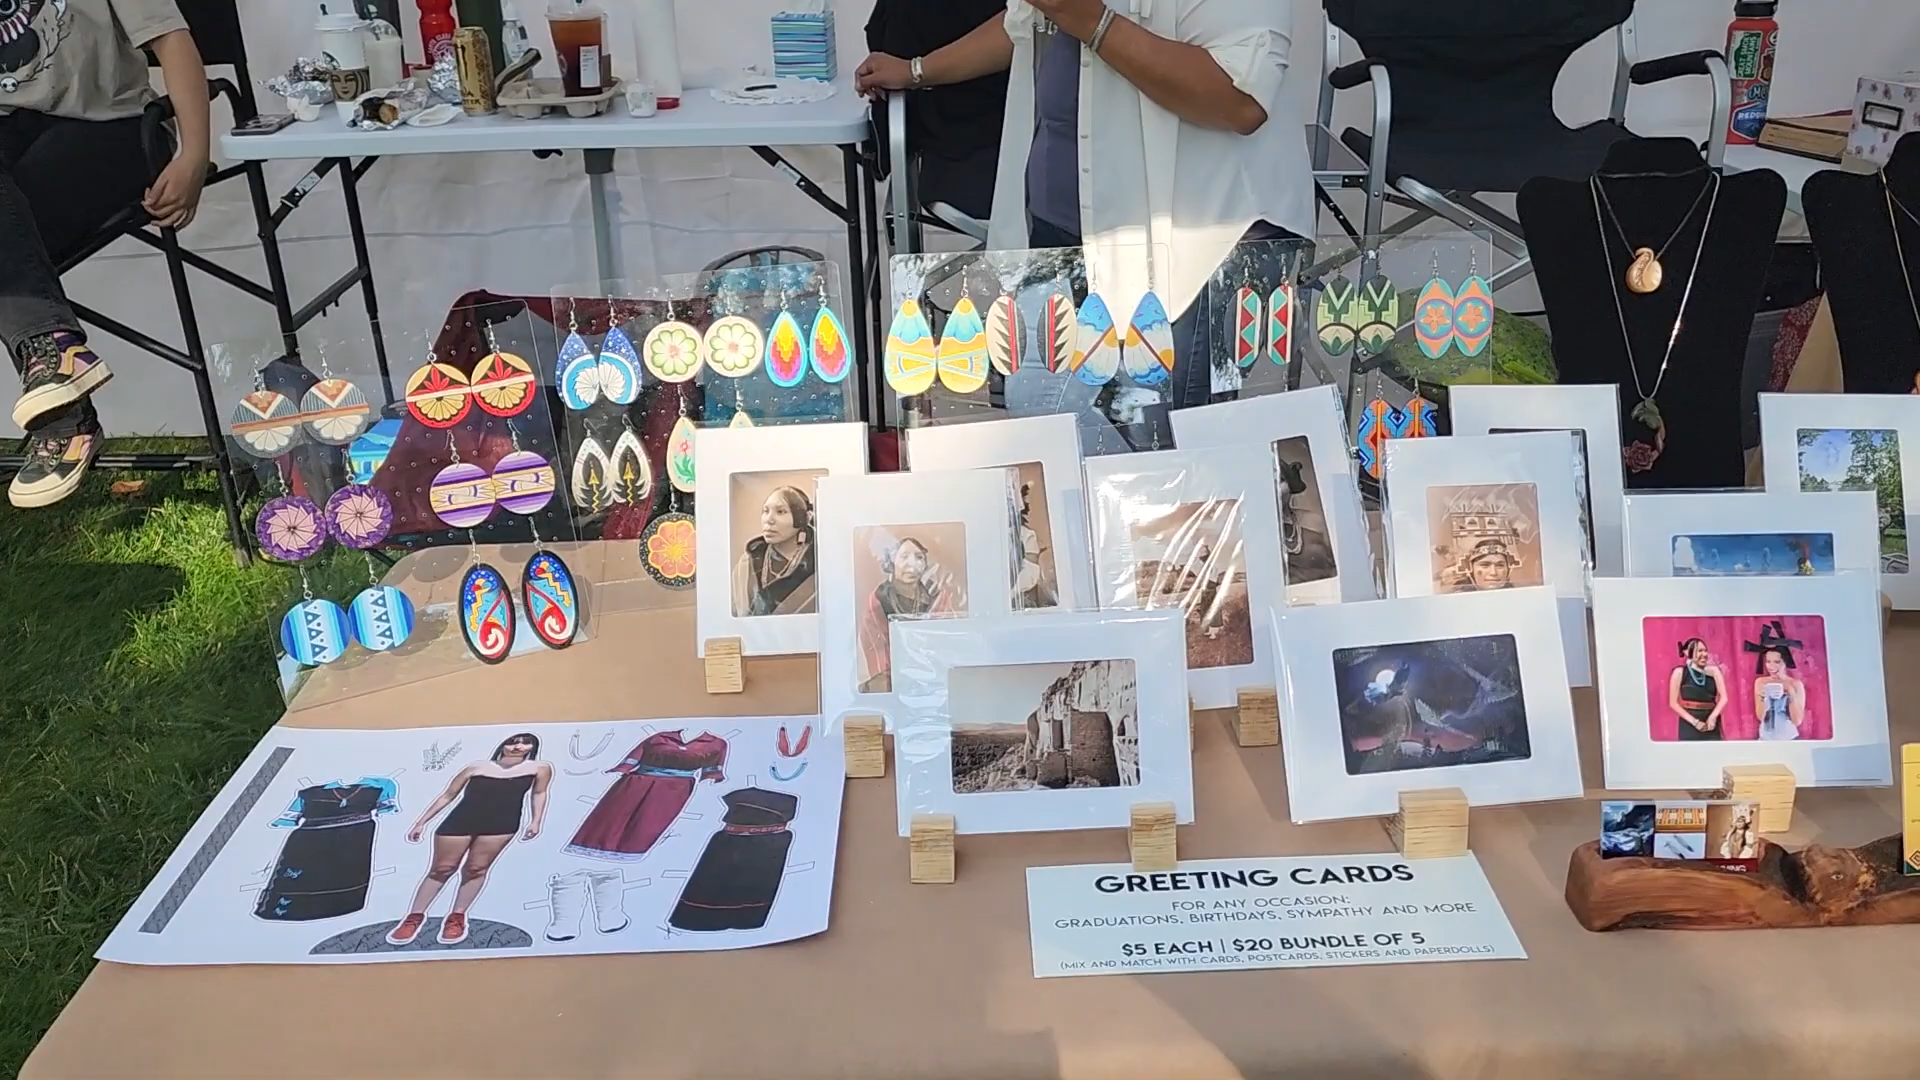 GREETING CARDS
FOR ANY OCCASION:
GRADUATIONS, BIRTHDAYS, SYMPATHY AND MORE
$5 EACH | $20 BUNDLE OF 5
(MIX AND MATCH WITH CARDS, POSTCARDS, STICKERS AND PAPERDOLLS)